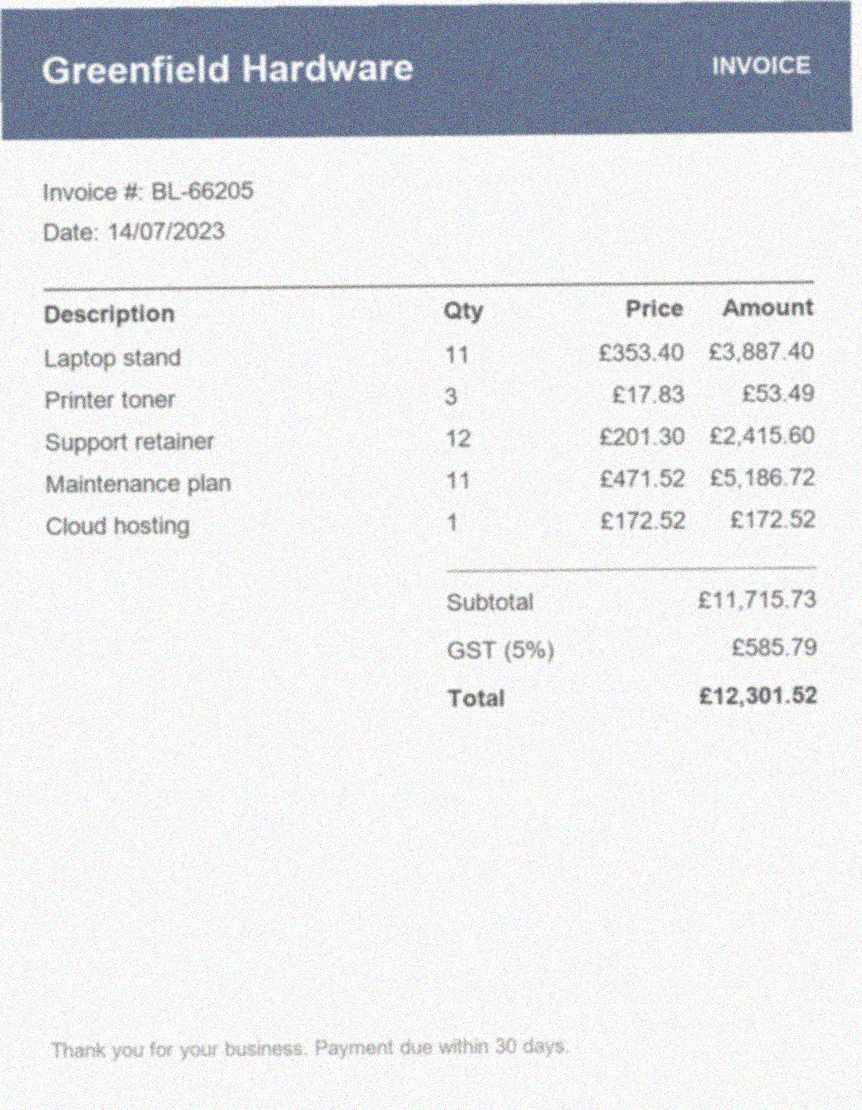 Greenfield Hardware INVOICE
Invoice #: BL-66205
Date: 14/07/2023
Description Qty Price Amount
Laptop stand 11 £353.40 £3,887.40
Printer toner 3 £17.83 £53.49
Support retainer 12 £201.30 £2,415.60
Maintenance plan 11 £471.52 £5,186.72
Cloud hosting 1 £172.52 £172.52
Subtotal £11,715.73
GST (5%) £585.79
Total £12,301.52
Thank you for your business. Payment due within 30 days.